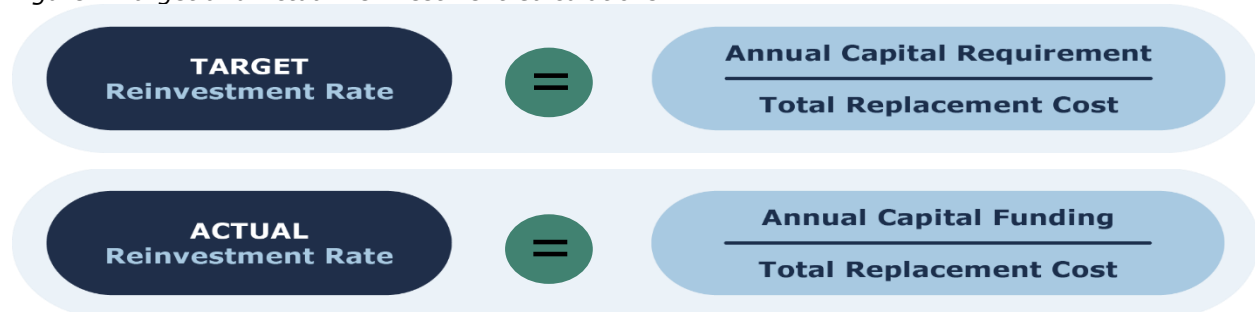 TARGET
Reinvestment Rate
=
Annual Capital Requirement
Total Replacement Cost
ACTUAL
Reinvestment Rate
=
Annual Capital Funding
Total Replacement Cost